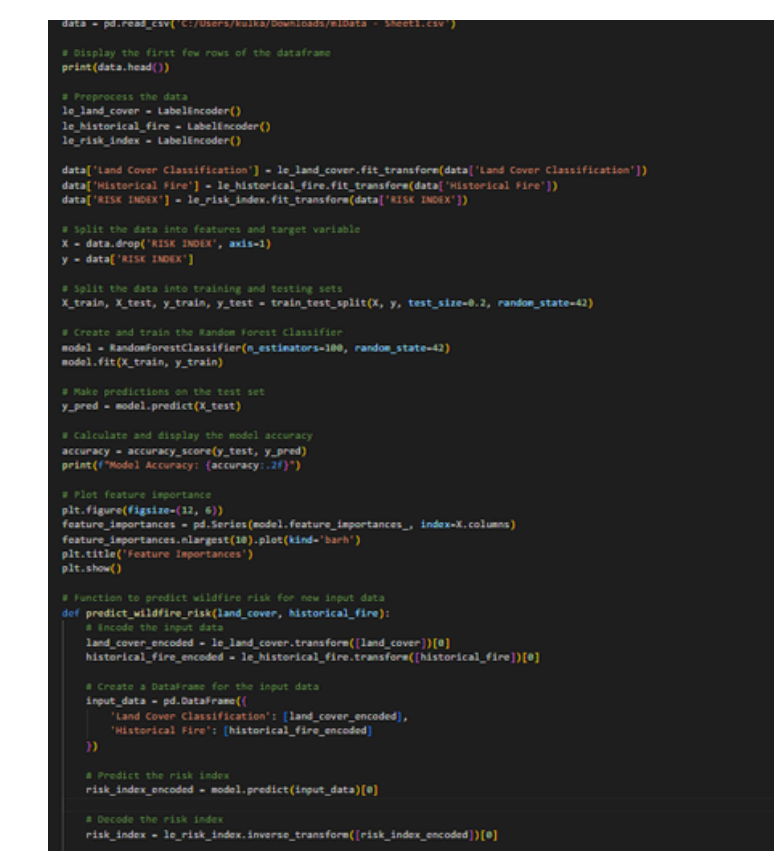 data = pd.read_csv('C:/Users/kulka/Downloads/mlData - Sheet1.csv')
# Display the first few rows of the dataframe
print(data.head())
# Preprocess the data
le_land_cover = LabelEncoder()
le_historical_fire = LabelEncoder()
le_risk_index = LabelEncoder()
data['Land Cover Classification'] = le_land_cover.fit_transform(data['Land Cover Classification'])
data['Historical Fire'] = le_historical_fire.fit_transform(data['Historical Fire'])
data['RISK INDEX'] = le_risk_index.fit_transform(data['RISK INDEX'])
# Split the data into features and target variable
X = data.drop('RISK INDEX', axis=1)
y = data['RISK INDEX']
# Split the data into training and testing sets
X_train, X_test, y_train, y_test = train_test_split(X, y, test_size=0.2, random_state=42)
# Create and train the Random Forest Classifier
model = RandomForestClassifier(n_estimators=100, random_state=42)
model.fit(X_train, y_train)
# Make predictions on the test set
y_pred = model.predict(X_test)
# Calculate and display the model accuracy
accuracy = accuracy_score(y_test, y_pred)
print(f"Model Accuracy: {accuracy:.2f}")
# Plot feature importance
plt.figure(figsize=(12, 6))
feature_importances = pd.Series(model.feature_importances_, index=X.columns)
feature_importances.nlargest(10).plot(kind='barh')
plt.title('Feature Importances')
plt.show()
# Function to predict wildfire risk for new input data
def predict_wildfire_risk(land_cover, historical_fire):
# Encode the input data
land_cover_encoded = le_land_cover.transform([land_cover])[0]
historical_fire_encoded = le_historical_fire.transform([historical_fire])[0]
# Create a DataFrame for the input data
input_data = pd.DataFrame({
'Land Cover Classification': [land_cover_encoded],
'Historical Fire': [historical_fire_encoded]
})
# Predict the risk index
risk_index_encoded = model.predict(input_data)[0]
# Decode the risk index
risk_index = le_risk_index.inverse_transform([risk_index_encoded])[0]